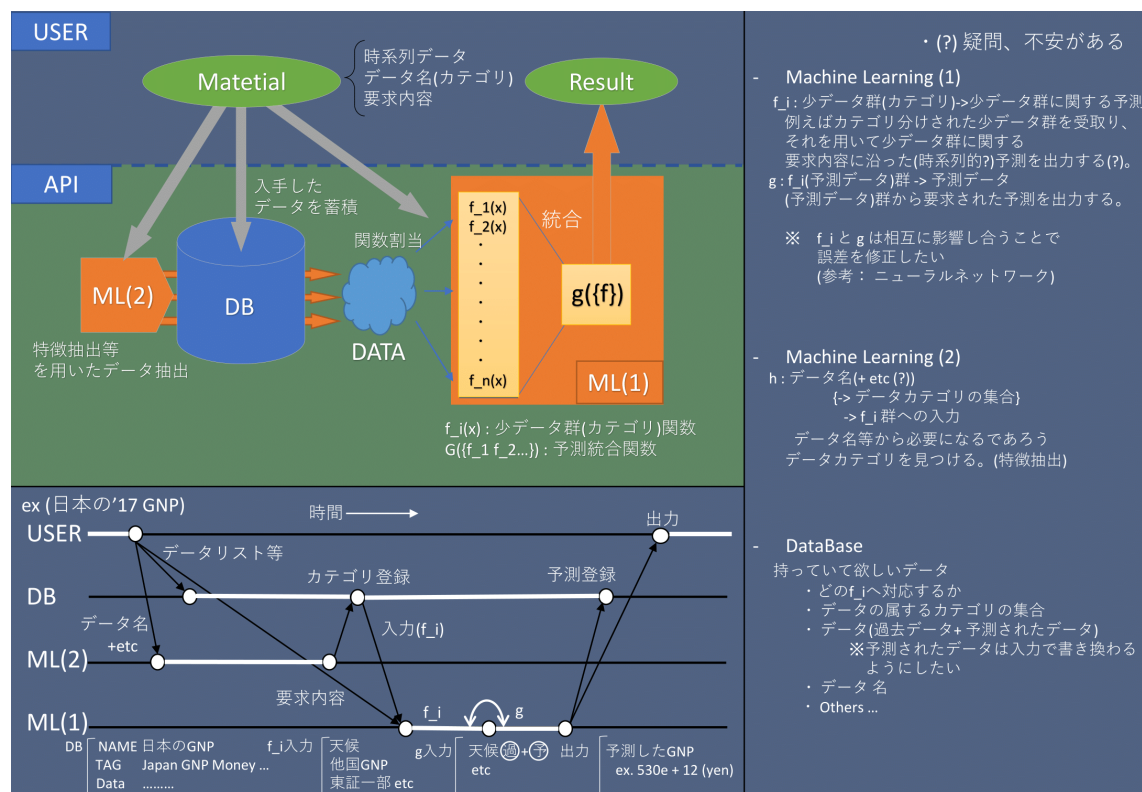 USER
Matetial
時系列データ
データ名(カテゴリ)
要求内容
Result
API
入手した
データを蓄積
ML(2)
DB
特徴抽出等
を用いたデータ抽出
関数割当
DATA
f_1(x)
f_2(x)
・
・
・
・
・
・
・
f_n(x)
統合
g({f})
ML(1)
f_i(x) : 少データ群(カテゴリ)関数
G({f_1 f_2...}) : 予測統合関数
ex (日本の'17 GNP)
時間
USER
出力
データリスト等
DB
カテゴリ登録
予測登録
データ名
+etc
入力(f_i)
ML(2)
要求内容
ML(1)
f_i
g
DB
NAME 日本のGNP
TAG Japan GNP Money ...
Data ………
f_i入力
天候
他国GNP
東証一部 etc
g入力
天候過+予
etc
出力
予測したGNP
ex. 530e + 12 (yen)
・(?) 疑問、不安がある
- Machine Learning (1)
f_i : 少データ群(カテゴリ)->少データ群に関する予測
例えばカテゴリ分けされた少データ群を受取り、
それを用いて少データ群に関する
要求内容に沿った(時系列的?)予測を出力する(?)。
g : f_i(予測データ)群 -> 予測データ
(予測データ)群から要求された予測を出力する。
※ f_i と g は相互に影響し合うことで
誤差を修正したい
(参考： ニューラルネットワーク)
- Machine Learning (2)
h : データ名(+ etc (?))
{-> データカテゴリの集合}
-> f_i 群への入力
データ名等から必要になるであろう
データカテゴリを見つける。(特徴抽出)
- DataBase
持っていて欲しいデータ
・どのf_iへ対応するか
・データの属するカテゴリの集合
・データ(過去データ+ 予測されたデータ)
※予測されたデータは入力で書き換わる
ようにしたい
・データ 名
・Others ...